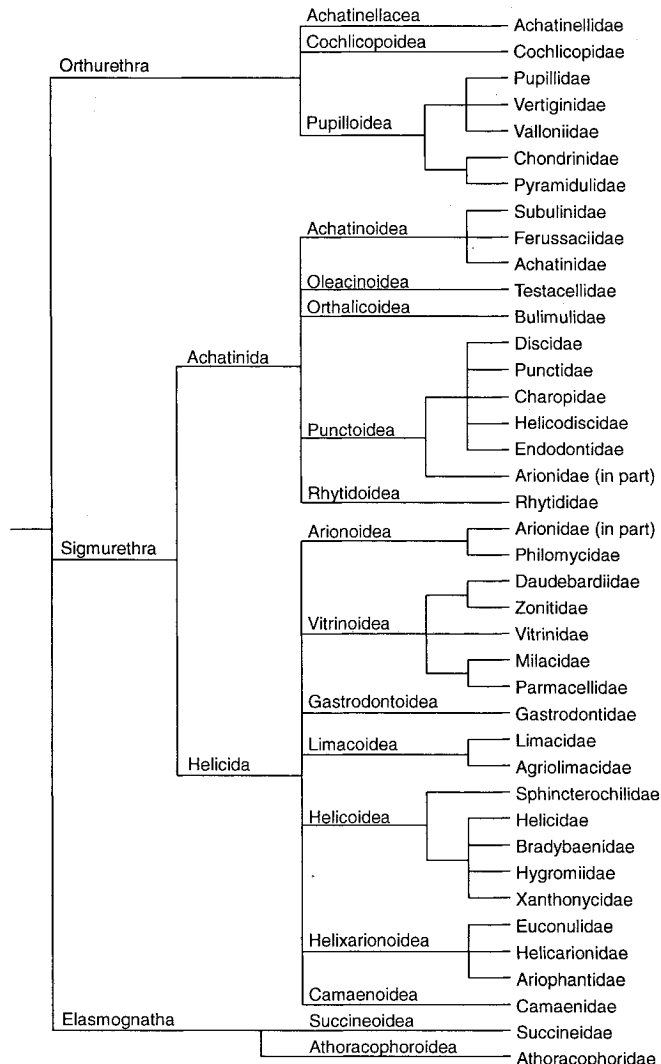 Achatinellacea
Achatinellidae
Cochlicopoidea
Cochlicopidae
Orthurethra
Pupillidae
Vertiginidae
Pupilloidea
Valloniidae
Chondrinidae
Pyramidulidae
Subulinidae
Achatinoidea
Ferussaciidae
Achatinidae
Oleacinoidea
Testacellidae
Orthalicoidea
Bulimulidae
Discidae
Achatinida
Punctidae
Charopidae
Punctoidea
Helicodiscidae
Endodontidae
Arionidae (in part)
Rhytidoidea
Rhytididae
Arionoidea
Arionidae (in part)
Sigmurethra
Philomycidae
Daudebardiidae
Zonitidae
Vitrinoidea
Vitrinidae
Milacidae
Parmacellidae
Gastrodontoidea
Gastrodontidae
Limacoidea
Limacidae
Helicida
Agriolimacidae
Sphincterochilidae
Helicoidea
Helicidae
Bradybaenidae
Hygromiidae
Xanthonycidae
Euconulidae
Helixarionoidea
Helicarionidae
Ariophantidae
Camaenoidea
Camaenidae
Elasmognatha
Succineoidea
Succineidae
Athoracophoroidea
Athoracophoridae